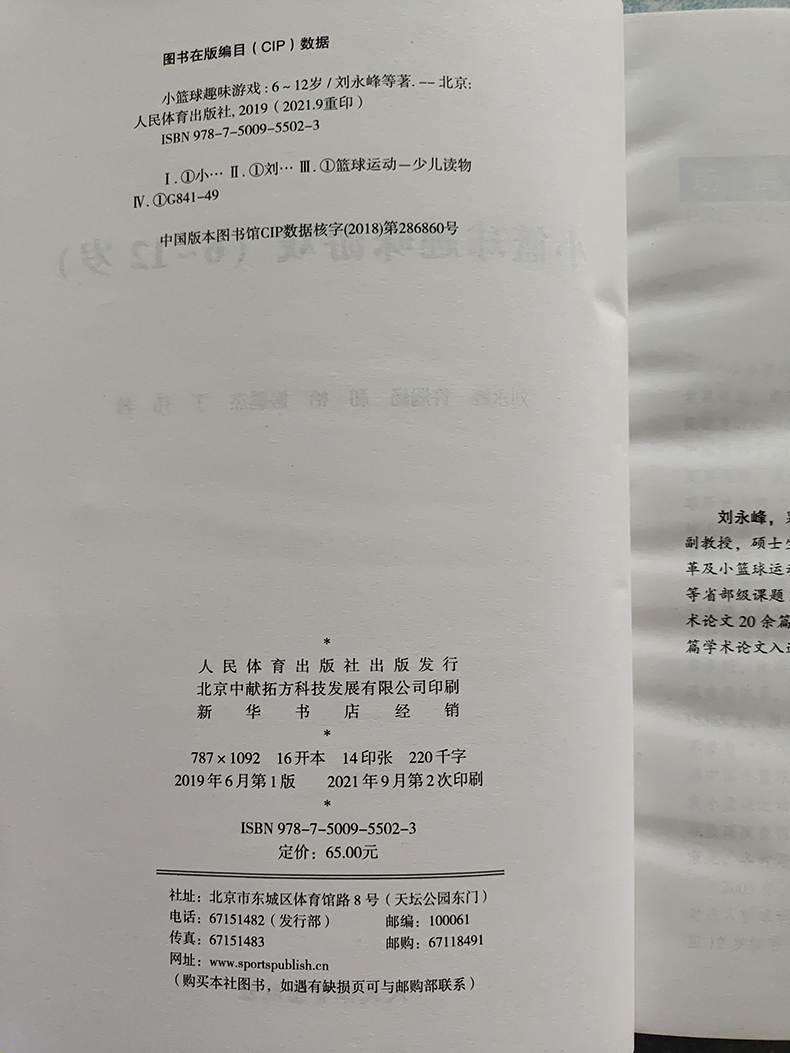 图书在版编目（CIP）数据
小篮球趣味游戏：6～12岁 / 刘永峰等著. -- 北京：
人民体育出版社, 2019（2021.9重印）
ISBN 978-7-5009-5502-3
Ⅰ.①小… Ⅱ.①刘… Ⅲ.①篮球运动—少儿读物
Ⅳ.①G841-49
中国版本图书馆CIP数据核字(2018)第286860号
*
人民体育出版社出版发行
北京中献拓方科技发展有限公司印刷
新华书店经销
*
787×1092 16开本 14印张 220千字
2019年6月第1版 2021年9月第2次印刷
*
ISBN 978-7-5009-5502-3
定价：65.00元
社址：北京市东城区体育馆路8号（天坛公园东门）
电话：67151482（发行部） 邮编：100061
传真：67151483 邮购：67118491
网址：www.sportspublish.cn
（购买本社图书，如遇有缺损页可与邮购部联系）
刘永峰，
副教授，硕士
革及小篮球运
等省部级课题
术论文20余篇
篇学术论文入